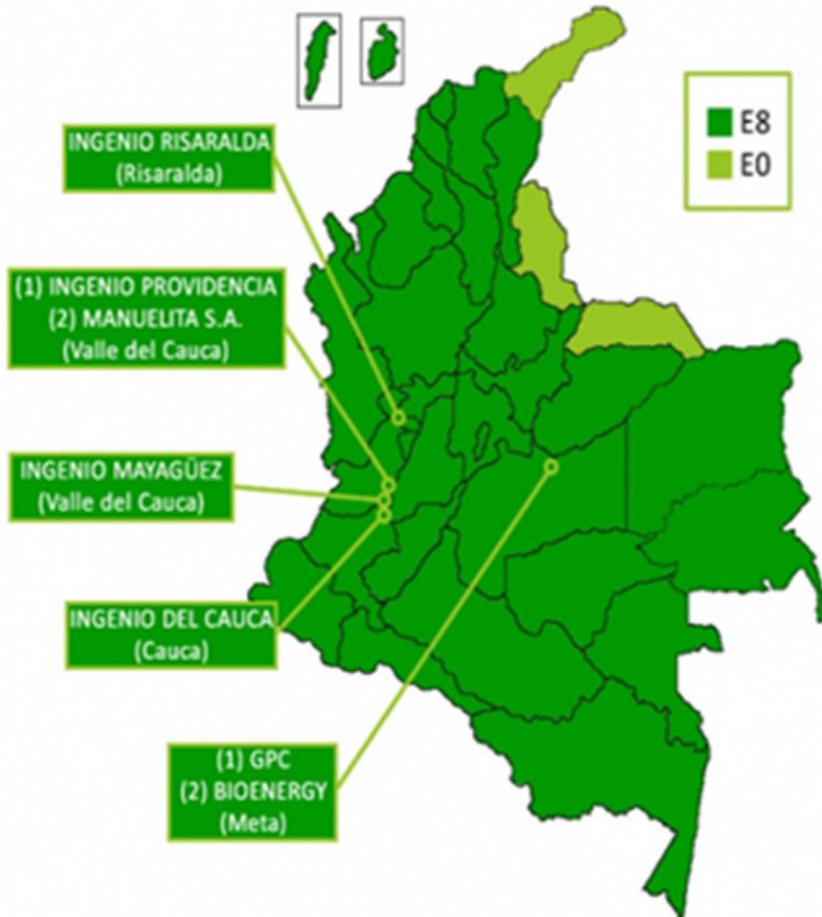 E8
E0
INGENIO RISARALDA
(Risaralda)
(1) INGENIO PROVIDENCIA
(2) MANUELITA S.A.
(Valle del Cauca)
INGENIO MAYAGÜEZ
(Valle del Cauca)
INGENIO DEL CAUCA
(Cauca)
(1) GPC
(2) BIOENERGY
(Meta)